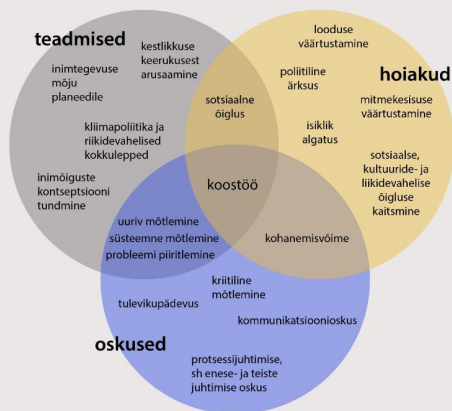 teadmised
kestlikkuse
keerukusest
arusaamine
inimtegevuse
mõju
planeedile
kliimapoliitika ja
riikidevahelised
kokkulepped
inimõiguste
kontseptsiooni
tundmine
sotsiaalne
õiglus
looduse
väärtustamine
hoiakud
poliitiline
ärksus
mitmekesisuse
väärtustamine
isiklik
algatus
sotsiaalse,
kultuuride- ja
liikidevahelise
õigluse
kaitsmine
koostöö
uuriv mõtlemine
süsteemne mõtlemine
probleemi piiritlemine
kohanemisvõime
kriitiline
mõtlemine
tulevikupädevus
kommunikatsioonioskus
oskused
protsessijuhtimise,
sh enese- ja teiste
juhtimise oskus